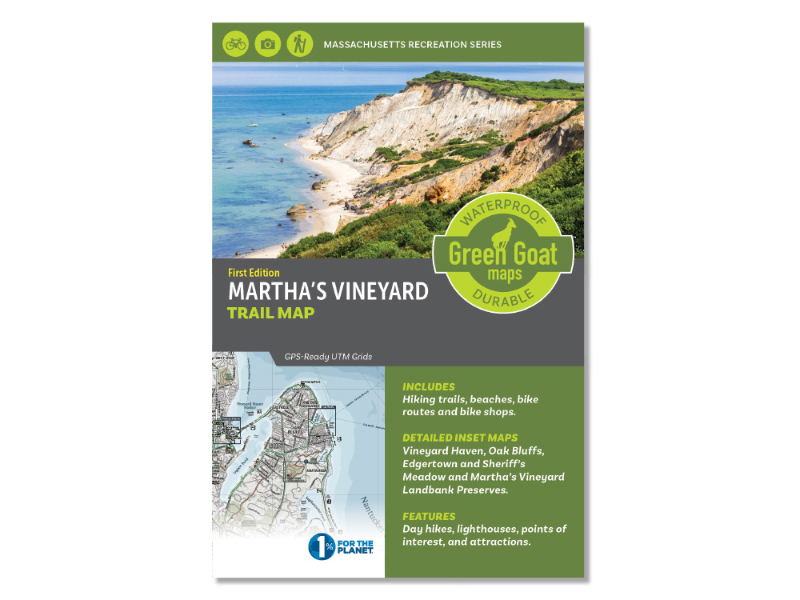 MASSACHUSETTS RECREATION SERIES
WATERPROOF
Green Goat
maps
DURABLE
First Edition
MARTHA'S VINEYARD
TRAIL MAP
GPS-Ready UTM Grids
INCLUDES
Hiking trails, beaches, bike
routes and bike shops.
DETAILED INSET MAPS
Vineyard Haven, Oak Bluffs,
Edgertown and Sheriff's
Meadow and Martha's Vineyard
Landbank Preserves.
FEATURES
Day hikes, lighthouses, points of
interest, and attractions.
1%
FOR THE
PLANET